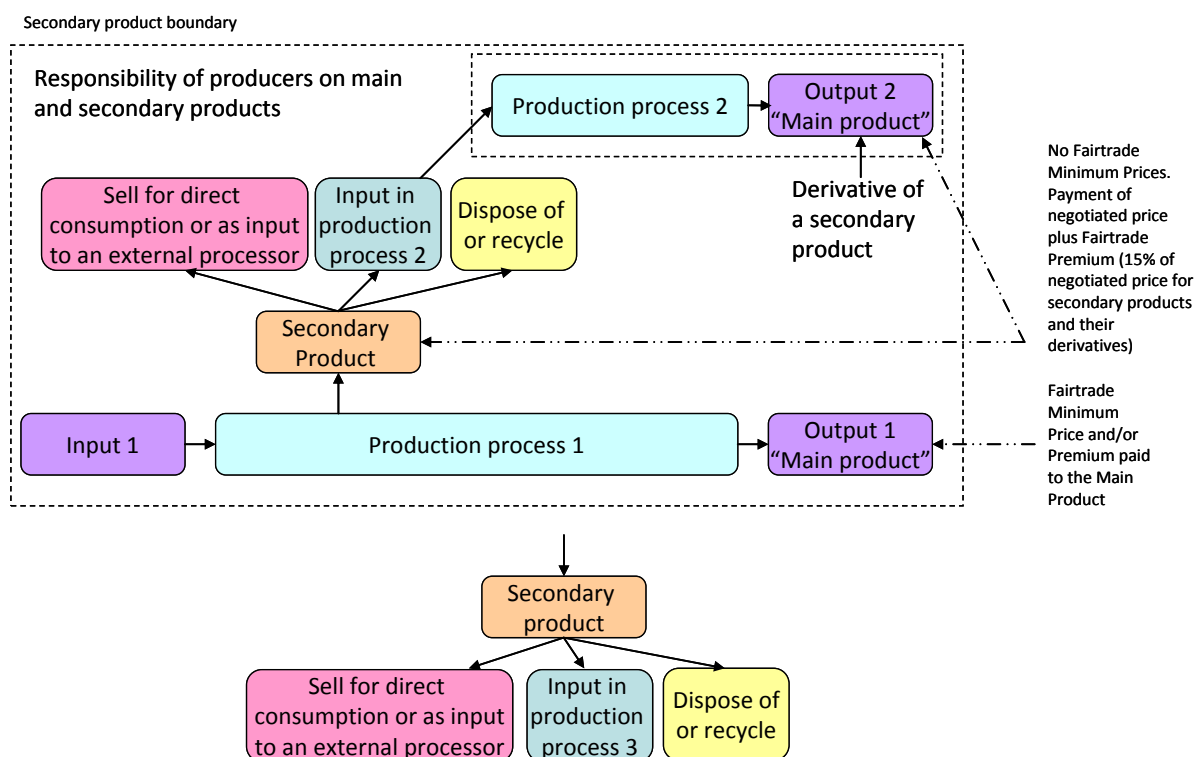 Secondary product boundary
Responsibility of producers on main
and secondary products
Production process 2
Output 2
“Main product”
Sell for direct
consumption or as input
to an external processor
Input in
production
process 2
Dispose of
or recycle
Derivative of
a secondary
product
No Fairtrade
Minimum Prices.
Payment of
negotiated price
plus Fairtrade
Premium (15% of
negotiated price for
secondary products
and their
derivatives)
Secondary
Product
Input 1
Production process 1
Output 1
“Main product”
Fairtrade
Minimum
Price and/or
Premium paid
to the Main
Product
Secondary
product
Sell for direct
consumption or as input
to an external processor
Input in
production
process 3
Dispose of
or recycle